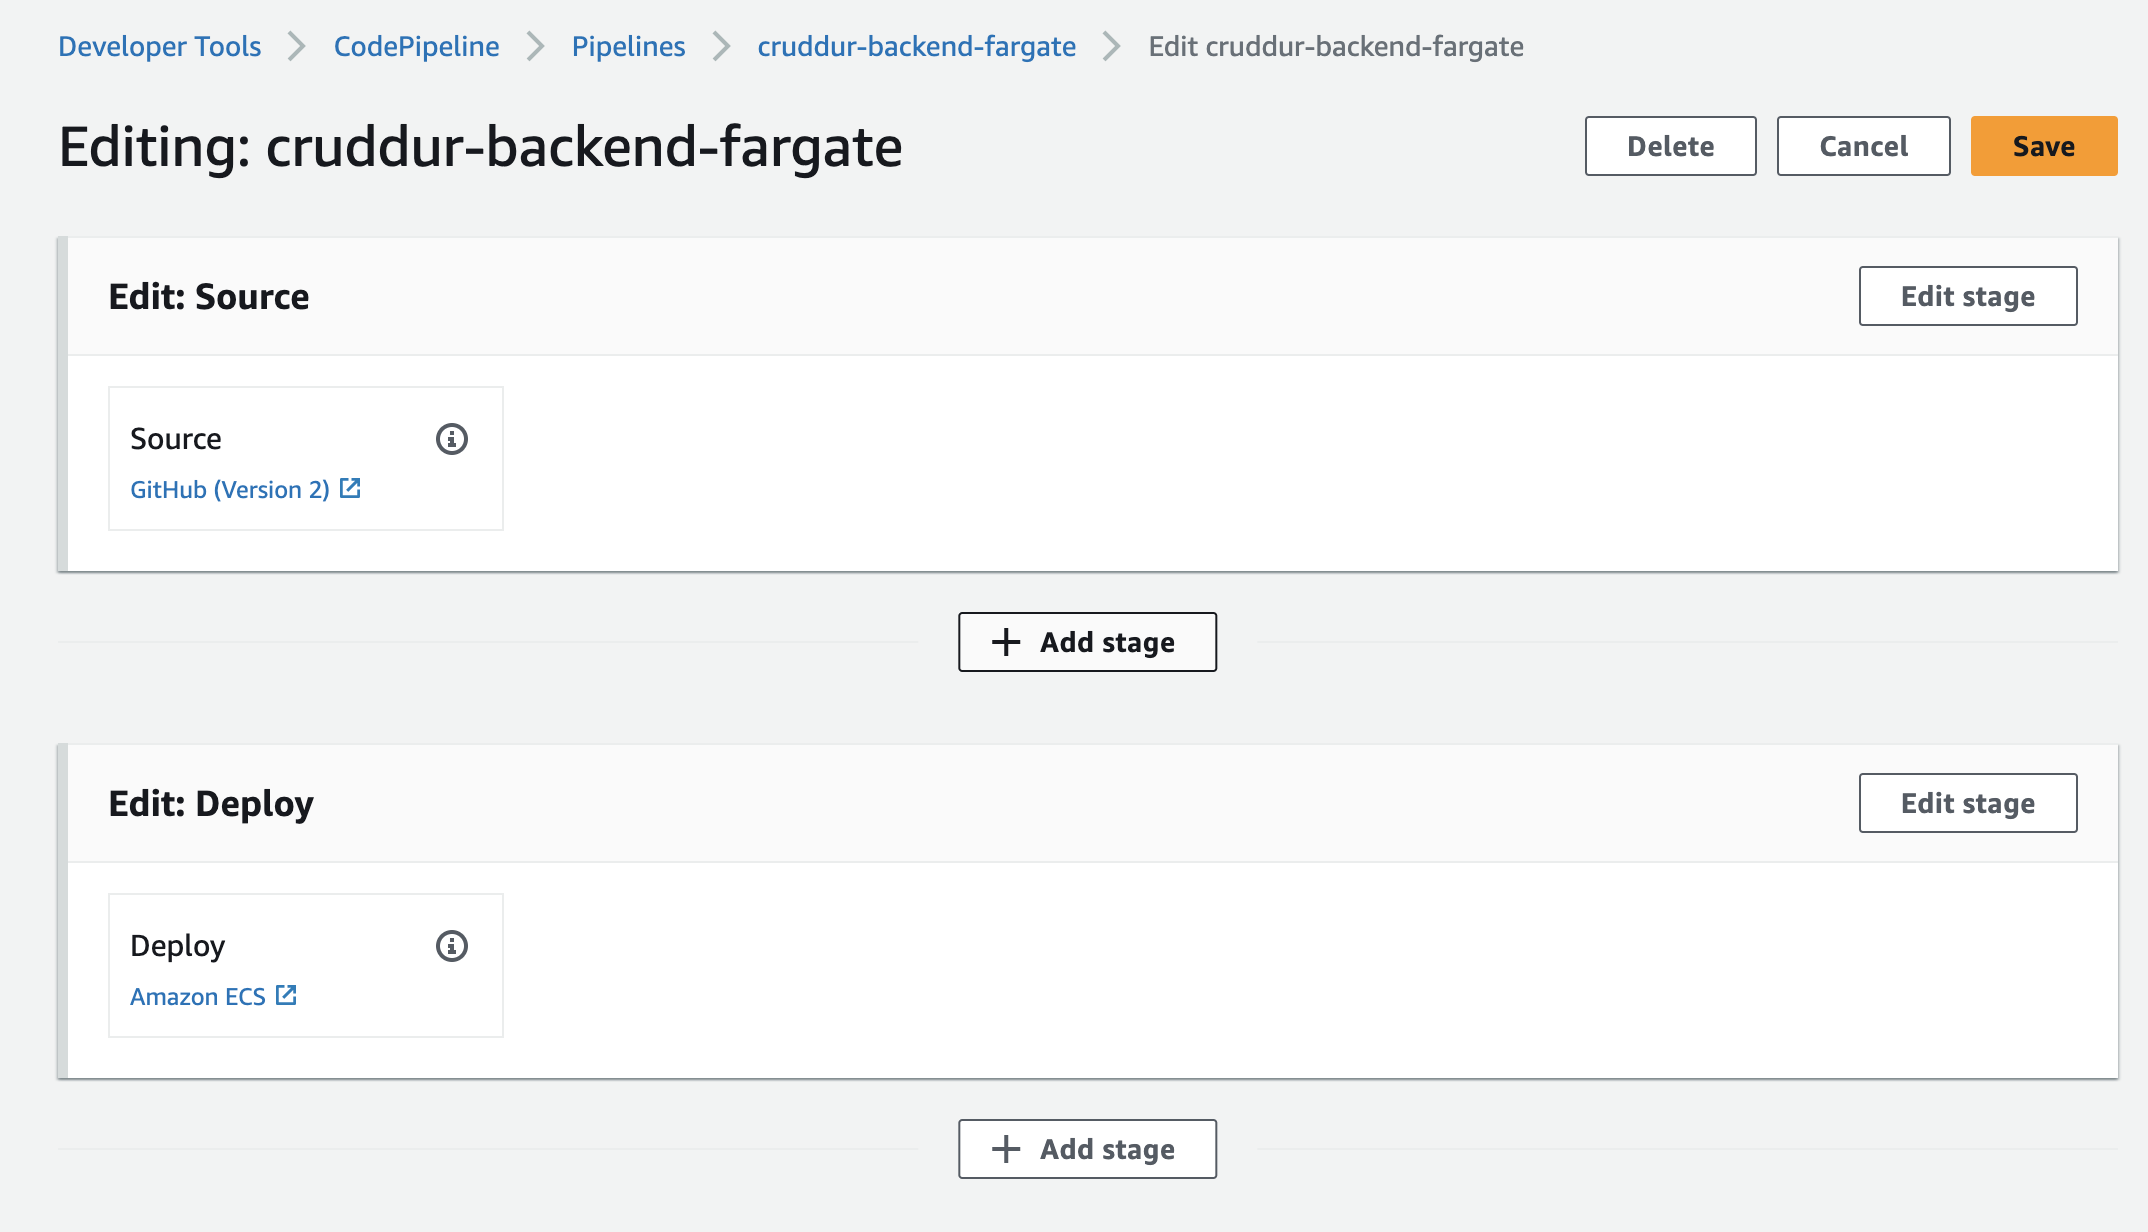 Developer Tools > CodePipeline > Pipelines > cruddur-backend-fargate > Edit cruddur-backend-fargate
Editing: cruddur-backend-fargate
Delete Cancel Save
Edit: Source
Edit stage
Source
GitHub (Version 2)
+ Add stage
Edit: Deploy
Edit stage
Deploy
Amazon ECS
+ Add stage